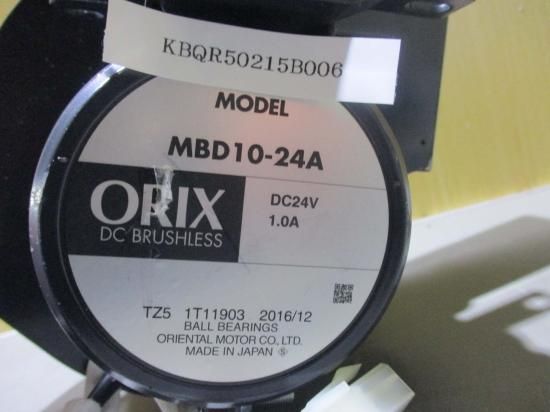 KBQR50215B006
MODEL
MBD10-24A
ORIX
DC BRUSHLESS
DC24V
1.0A
TZ5 1T11903 2016/12
BALL BEARINGS
ORIENTAL MOTOR CO., LTD.
MADE IN JAPAN Ⓢ